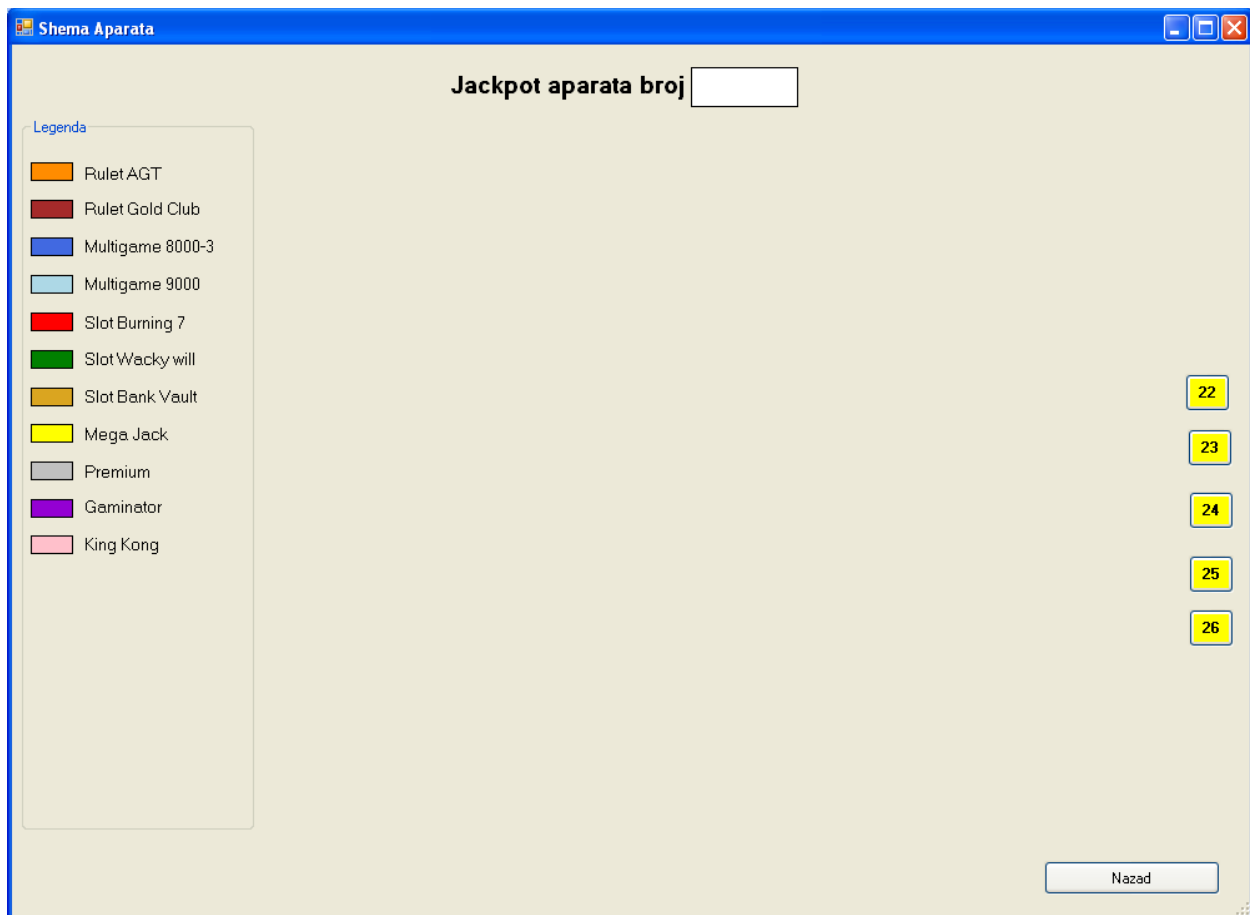 Shema Aparata
Jackpot aparata broj
Legenda
Rulet AGT
Rulet Gold Club
Multigame 8000-3
Multigame 9000
Slot Burning 7
Slot Wacky will
Slot Bank Vault
Mega Jack
Premium
Gaminator
King Kong
22
23
24
25
26
Nazad